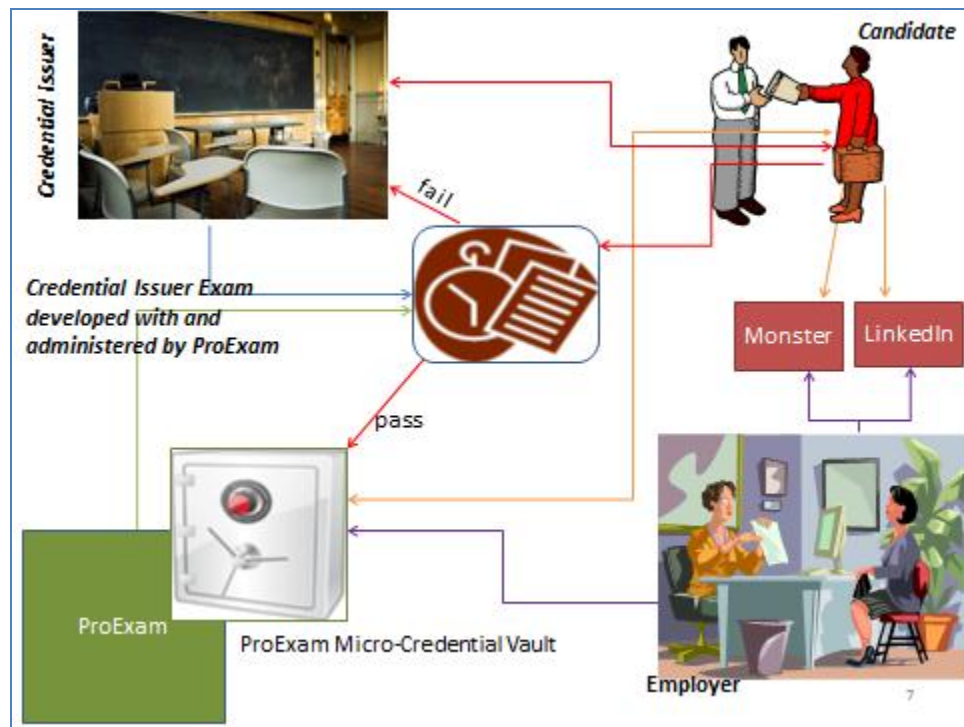 Credential Issuer
Candidate
fail
Credential Issuer Exam
developed with and
administered by ProExam
Monster
LinkedIn
pass
ProExam
ProExam Micro-Credential Vault
Employer
7